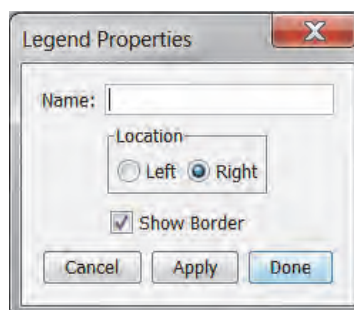 Legend Properties
Name:
Location
Left Right
Show Border
Cancel Apply Done